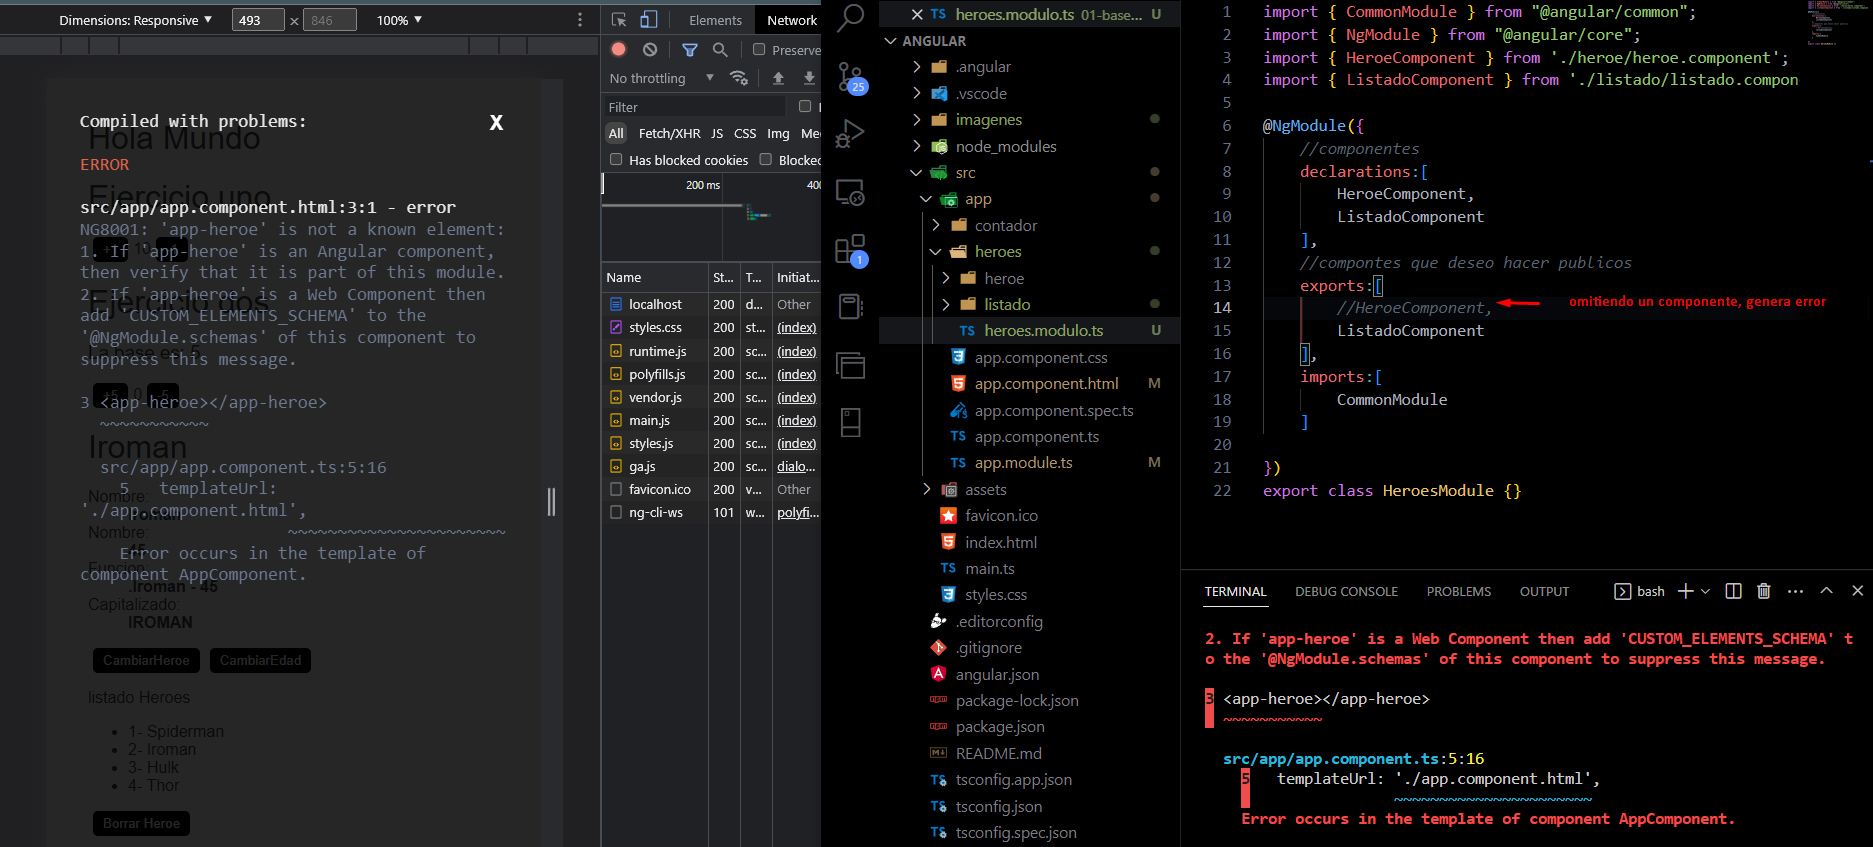 Dimensions: Responsive ▼ 493 × 846 100% ▼
Compiled with problems: X
Hola Mundo
ERROR
Ejercicio uno
src/app/app.component.html:3:1 - error
NG8001: 'app-heroe' is not a known element:
1. If 'app-heroe' is an Angular component,
then verify that it is part of this module.
2. If 'app-heroe' is a Web Component then
Ejercicio dos
add 'CUSTOM_ELEMENTS_SCHEMA' to the
'@NgModule.schemas' of this component to
La base es: 5
suppress this message.
+5 0 -5
3 <app-heroe></app-heroe>
~~~~~~~~~~~
Iroman
src/app/app.component.ts:5:16
5 templateUrl:
Nombre:
'./app.component.html',
Iroman
Nombre:
~~~~~~~~~~~~~~~~~~~~~~
45
Error occurs in the template of
Funcion:
component AppComponent.
.Iroman - 45
Capitalizado:
IROMAN
CambiarHeroe CambiarEdad
listado Heroes
1- Spiderman
2- Iroman
3- Hulk
4- Thor
Borrar Heroe
Elements Network
Preserve
No throttling ▼
Filter
All Fetch/XHR JS CSS Img Me
Has blocked cookies Blocked
200 ms 400
Name St... T... Initiat...
localhost 200 d... Other
styles.css 200 st... (index)
runtime.js 200 sc... (index)
polyfills.js 200 sc... (index)
vendor.js 200 sc... (index)
main.js 200 sc... (index)
styles.js 200 sc... (index)
ga.js 200 sc... dialo...
favicon.ico 200 v... Other
ng-cli-ws 101 w... polyfi...
25
1
TS heroes.modulo.ts 01-base... U
ANGULAR
.angular
.vscode
imagenes
node_modules
src
app
contador
heroes
heroe
listado
TS heroes.modulo.ts U
app.component.css
app.component.html M
app.component.spec.ts
TS app.component.ts
TS app.module.ts M
assets
favicon.ico
index.html
TS main.ts
styles.css
.editorconfig
.gitignore
angular.json
package-lock.json
package.json
README.md
TS tsconfig.app.json
TS tsconfig.json
TS tsconfig.spec.json
1 import { CommonModule } from "@angular/common";
2 import { NgModule } from "@angular/core";
3 import { HeroeComponent } from './heroe/heroe.component';
4 import { ListadoComponent } from './listado/listado.compon
5
6 @NgModule({
7 //componentes
8 declarations:[
9 HeroeComponent,
10 ListadoComponent
11 ],
12 //compontes que deseo hacer publicos
13 exports:[
14 //HeroeComponent, omitiendo un componente, genera error
15 ListadoComponent
16 ],
17 imports:[
18 CommonModule
19 ]
20
21 })
22 export class HeroesModule {}
TERMINAL DEBUG CONSOLE PROBLEMS OUTPUT bash
2. If 'app-heroe' is a Web Component then add 'CUSTOM_ELEMENTS_SCHEMA' t
o the '@NgModule.schemas' of this component to suppress this message.
3 <app-heroe></app-heroe>
~~~~~~~~~~~
src/app/app.component.ts:5:16
5 templateUrl: './app.component.html',
~~~~~~~~~~~~~~~~~~~~~~
Error occurs in the template of component AppComponent.